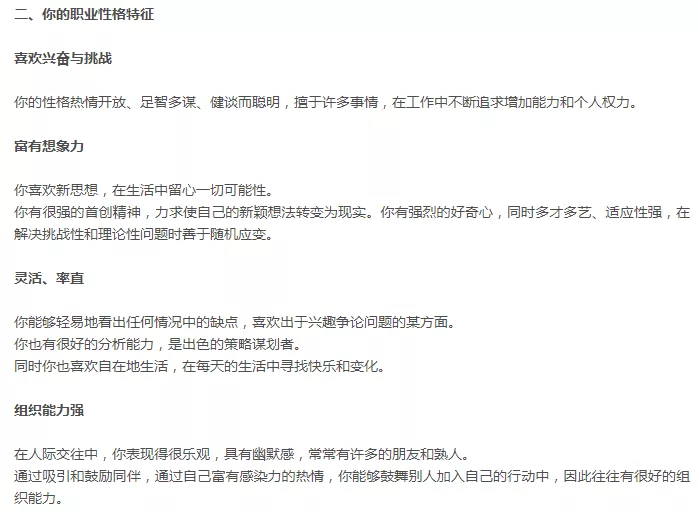 二、你的职业性格特征
喜欢兴奋与挑战
你的性格热情开放、足智多谋、健谈而聪明，擅于许多事情，在工作中不断追求增加能力和个人权力。
富有想象力
你喜欢新思想，在生活中留心一切可能性。
你有很强的首创精神，力求使自己的新颖想法转变为现实。你有强烈的好奇心，同时多才多艺、适应性强，在
解决挑战性和理论性问题时善于随机应变。
灵活、率直
你能够轻易地看出任何情况中的缺点，喜欢出于兴趣争论问题的某方面。
你也有很好的分析能力，是出色的策略谋划者。
同时你也喜欢自在地生活，在每天的生活中寻找快乐和变化。
组织能力强
在人际交往中，你表现得很乐观，具有幽默感，常常有许多的朋友和熟人。
通过吸引和鼓励同伴，通过自己富有感染力的热情，你能够鼓舞别人加入自己的行动中，因此往往有很好的组
织能力。